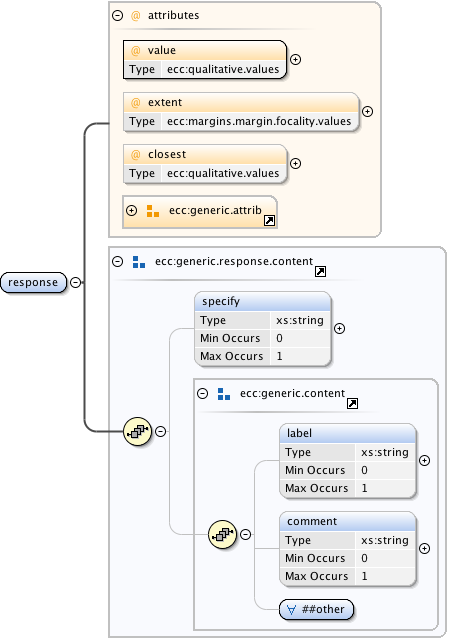 @ attributes
@ value
Type ecc:qualitative.values
@ extent
Type ecc:margins.margin.focality.values
@ closest
Type ecc:qualitative.values
ecc:generic.attrib
response
ecc:generic.response.content
specify
Type xs:string
Min Occurs 0
Max Occurs 1
ecc:generic.content
label
Type xs:string
Min Occurs 0
Max Occurs 1
comment
Type xs:string
Min Occurs 0
Max Occurs 1
∀ ##other